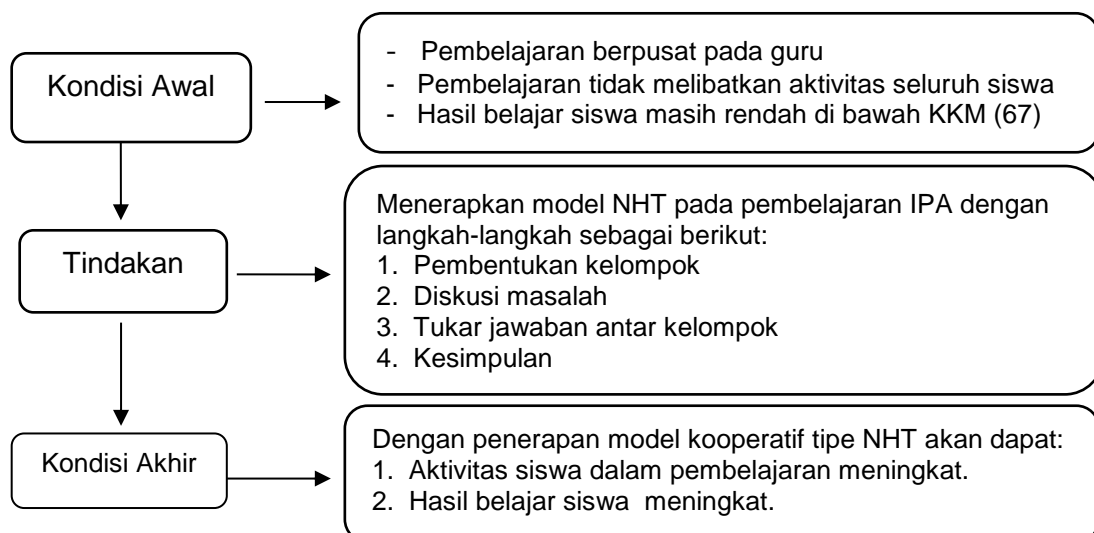 Kondisi Awal
- Pembelajaran berpusat pada guru
- Pembelajaran tidak melibatkan aktivitas seluruh siswa
- Hasil belajar siswa masih rendah di bawah KKM (67)
Tindakan
Menerapkan model NHT pada pembelajaran IPA dengan
langkah-langkah sebagai berikut:
1. Pembentukan kelompok
2. Diskusi masalah
3. Tukar jawaban antar kelompok
4. Kesimpulan
Kondisi Akhir
Dengan penerapan model kooperatif tipe NHT akan dapat:
1. Aktivitas siswa dalam pembelajaran meningkat.
2. Hasil belajar siswa meningkat.